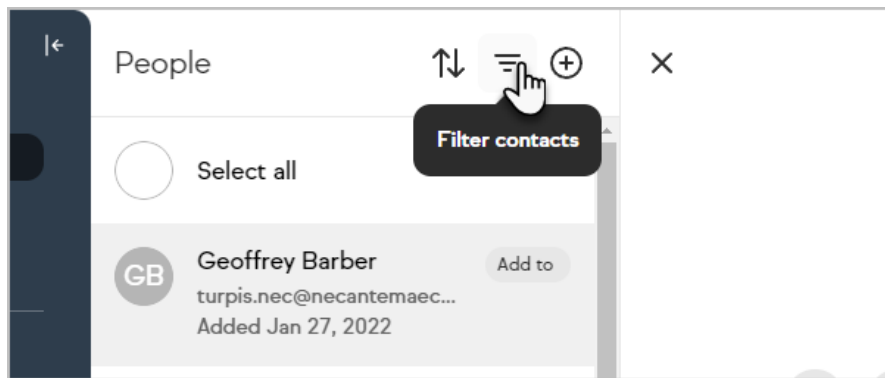 People
Filter contacts
Select all
GB
Geoffrey Barber
Add to
turpis.nec@necantemaec...
Added Jan 27, 2022